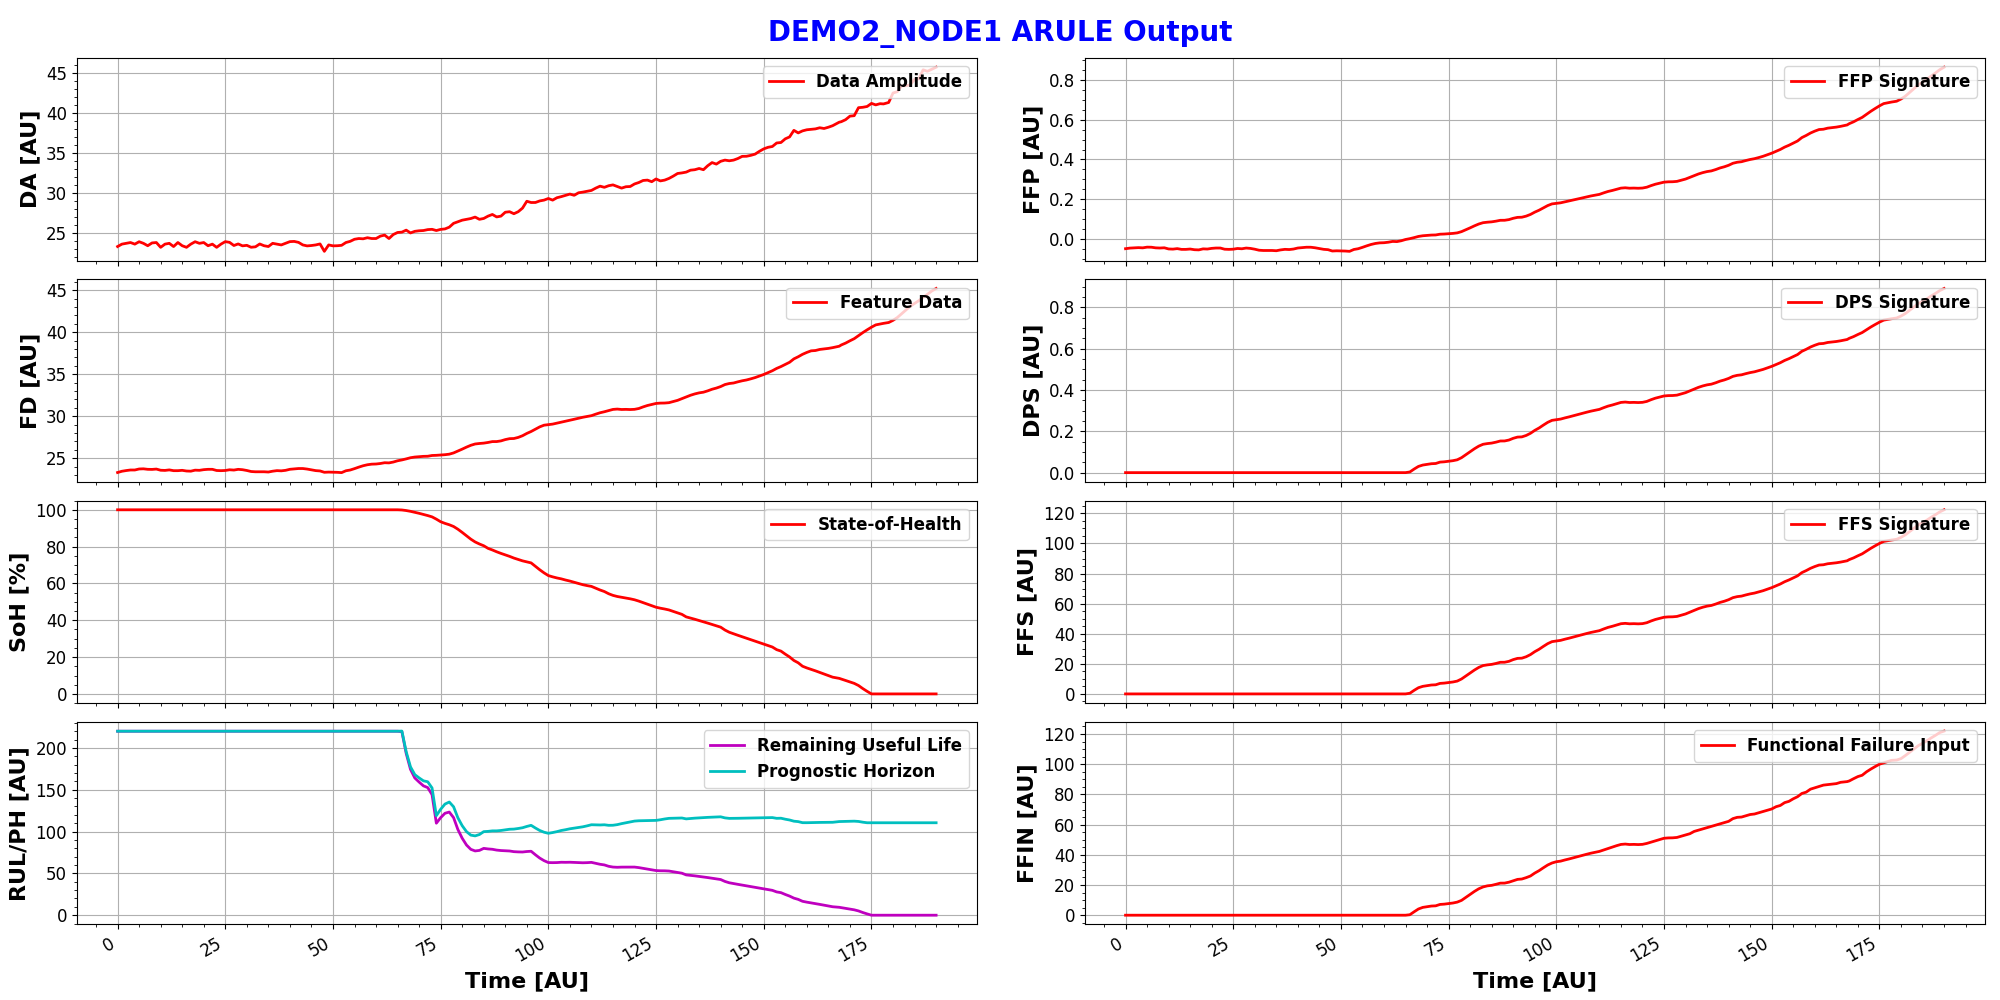 DEMO2_NODE1 ARULE Output
DA [AU]
45
40
35
30
25
Data Amplitude
FFP [AU]
0.8
0.6
0.4
0.2
0.0
FFP Signature
FD [AU]
45
40
35
30
25
Feature Data
DPS [AU]
0.8
0.6
0.4
0.2
0.0
DPS Signature
SoH [%]
100
80
60
40
20
0
State-of-Health
FFS [AU]
120
100
80
60
40
20
0
FFS Signature
RUL/PH [AU]
200
150
100
50
0
Remaining Useful Life
Prognostic Horizon
0 25 50 75 100 125 150 175
Time [AU]
FFIN [AU]
120
100
80
60
40
20
0
Functional Failure Input
0 25 50 75 100 125 150 175
Time [AU]